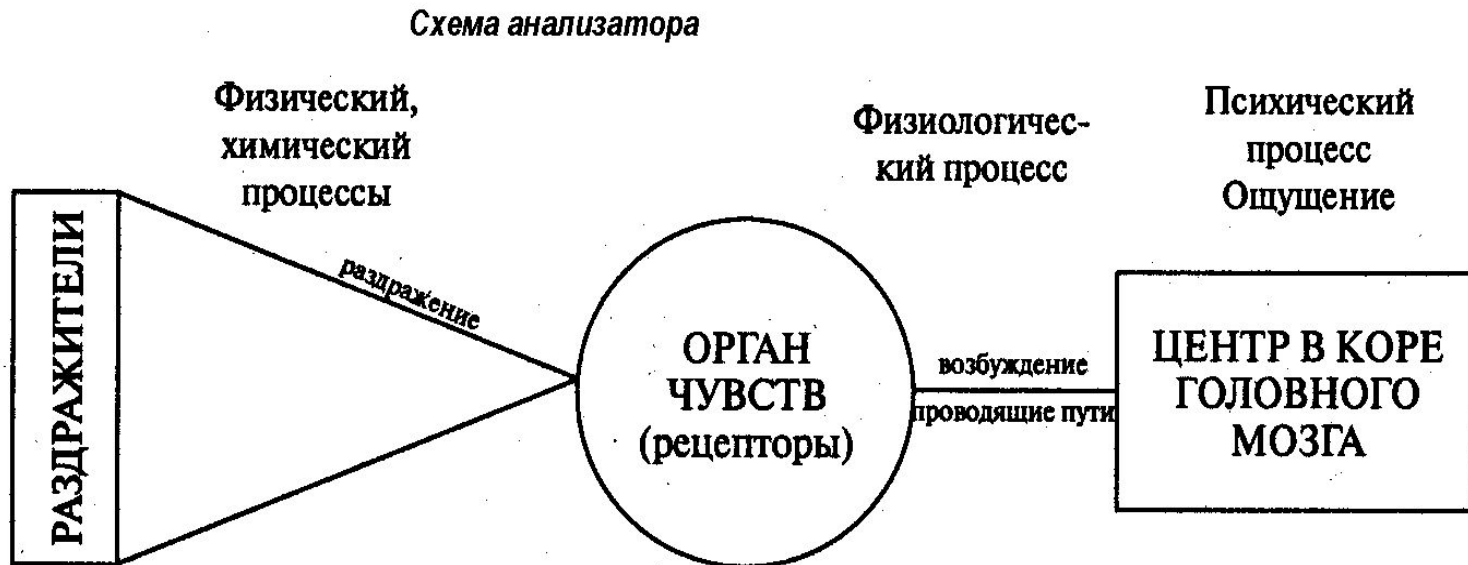 Схема анализатора
Физический,
химический
процессы
Физиологичес-
кий процесс
Психический
процесс
Ощущение
РАЗДРАЖИТЕЛИ
раздражение
ОРГАН
ЧУВСТВ
(рецепторы)
возбуждение
проводящие пути
ЦЕНТР В КОРЕ
ГОЛОВНОГО
МОЗГА